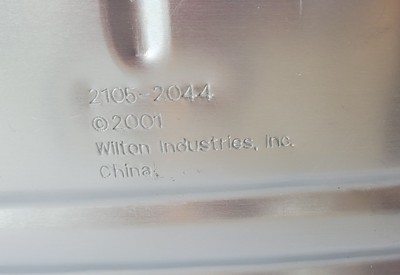 2105-2044
©2001
Wilton Industries, Inc.
China.